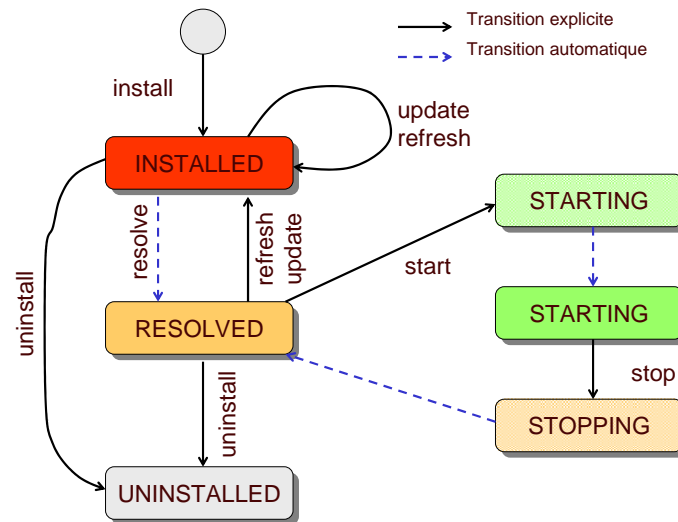 Transition explicite
Transition automatique
install
update
refresh
INSTALLED
STARTING
resolve
refresh
update
start
uninstall
RESOLVED
STARTING
stop
uninstall
STOPPING
UNINSTALLED